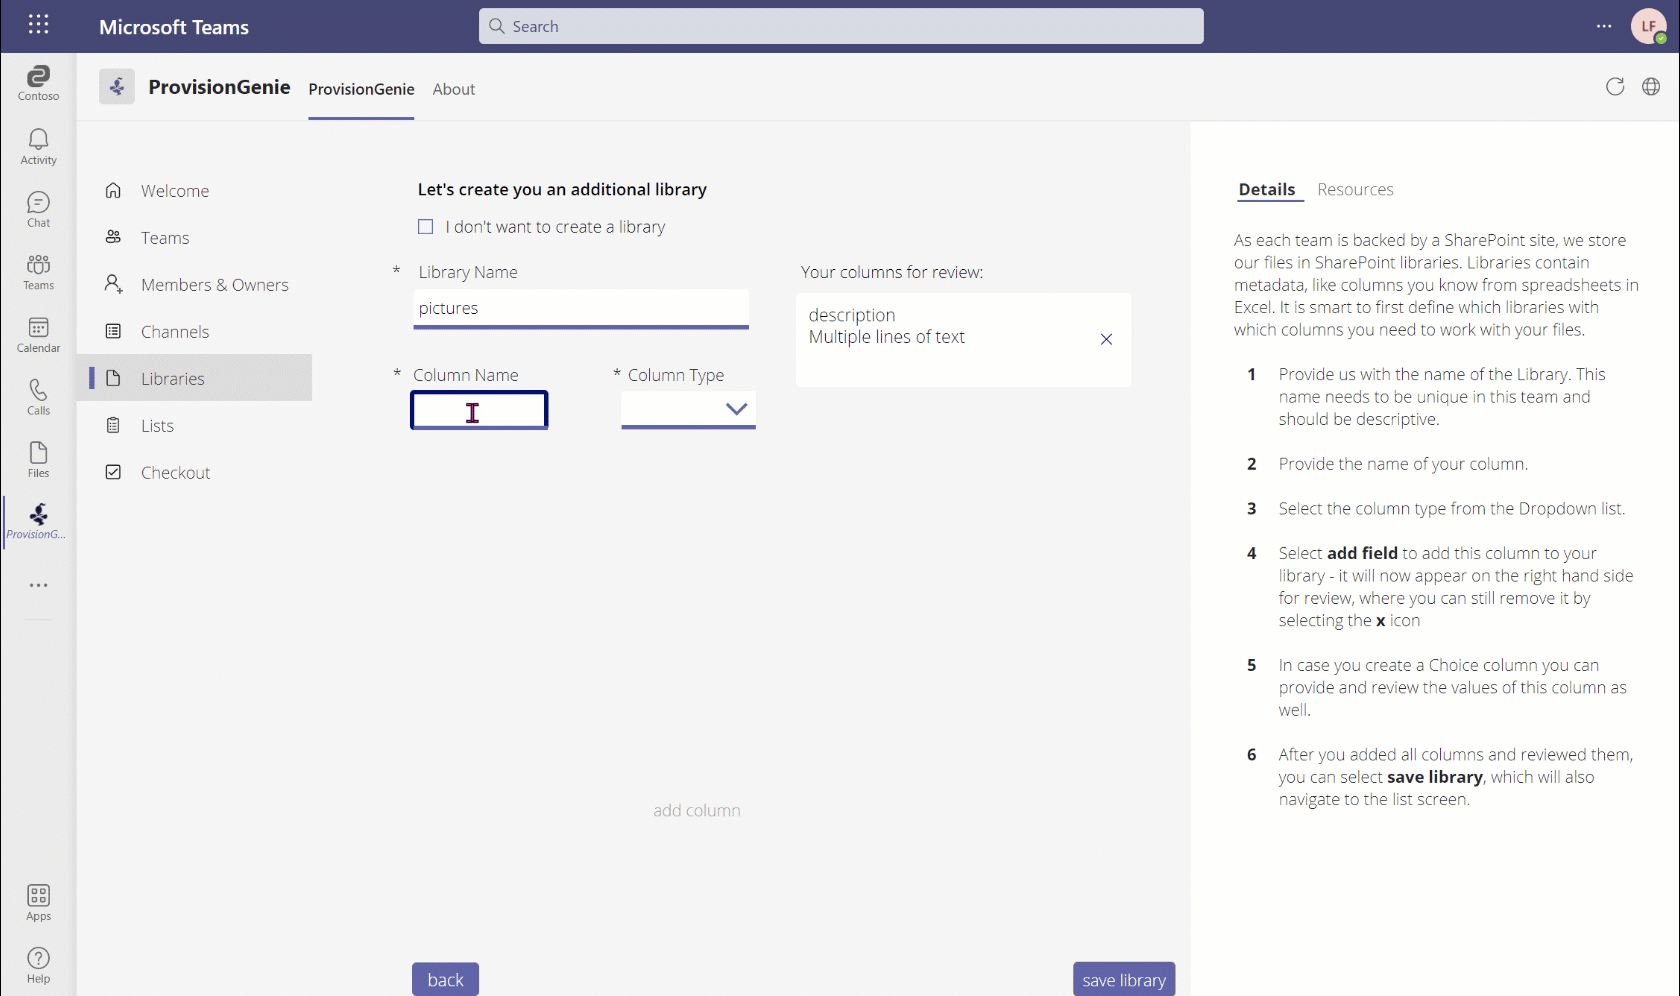 Microsoft Teams
Search
LF
Contoso
Activity
Chat
Teams
Calendar
Calls
Files
ProvisionG...
Apps
Help
ProvisionGenie
ProvisionGenie
About
Welcome
Teams
Members & Owners
Channels
Libraries
Lists
Checkout
Let's create you an additional library
I don't want to create a library
* Library Name
pictures
* Column Name
* Column Type
Your columns for review:
description
Multiple lines of text
add column
back
save library
Details
Resources
As each team is backed by a SharePoint site, we store
our files in SharePoint libraries. Libraries contain
metadata, like columns you know from spreadsheets in
Excel. It is smart to first define which libraries with
which columns you need to work with your files.
1 Provide us with the name of the Library. This
name needs to be unique in this team and
should be descriptive.
2 Provide the name of your column.
3 Select the column type from the Dropdown list.
4 Select add field to add this column to your
library - it will now appear on the right hand side
for review, where you can still remove it by
selecting the x icon
5 In case you create a Choice column you can
provide and review the values of this column as
well.
6 After you added all columns and reviewed them,
you can select save library, which will also
navigate to the list screen.